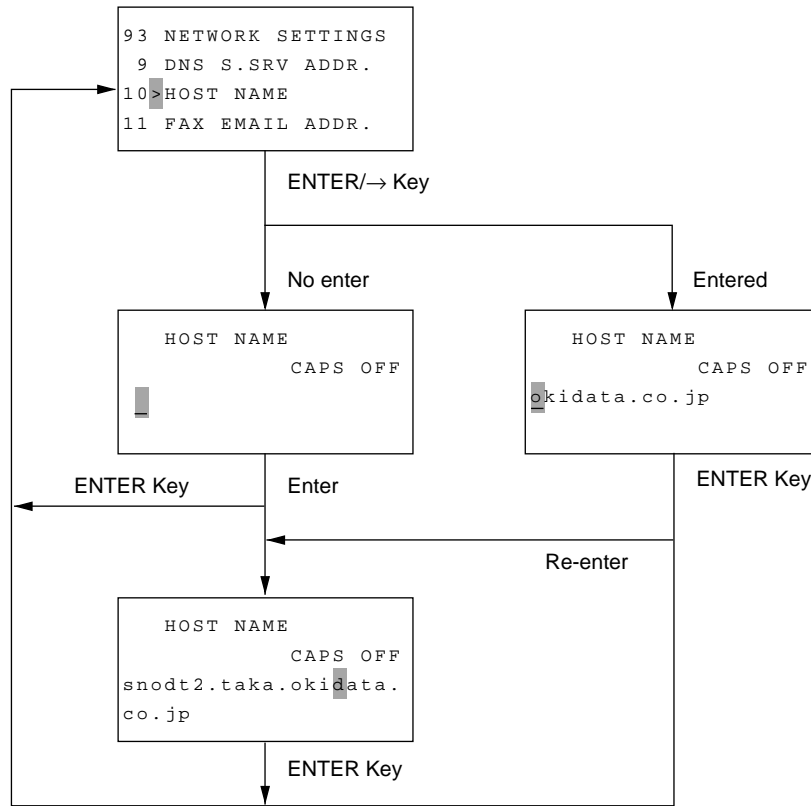 93 NETWORK SETTINGS
9 DNS S.SRV ADDR.
10>HOST NAME
11 FAX EMAIL ADDR.
ENTER/→ Key
No enter
Entered
HOST NAME
CAPS OFF
_
HOST NAME
CAPS OFF
okidata.co.jp
ENTER Key
Enter
ENTER Key
Re-enter
HOST NAME
CAPS OFF
snodt2.taka.okidata.
co.jp
ENTER Key